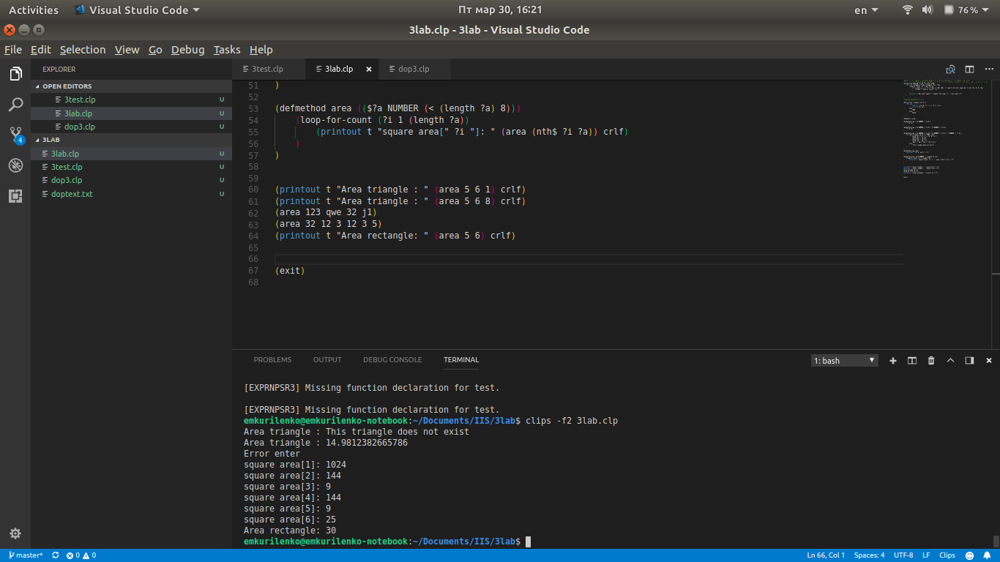 Activities Visual Studio Code Пт мар 30, 16:21 en 76 %
3lab.clp - 3lab - Visual Studio Code
File Edit Selection View Go Debug Tasks Help
EXPLORER
OPEN EDITORS
3test.clp U
3lab.clp U
dop3.clp U
3LAB
3lab.clp U
3test.clp U
dop3.clp U
doptext.txt U
4
3test.clp 3lab.clp × dop3.clp
51 )
52
53 (defmethod area (($?a NUMBER (< (length ?a) 8)))
54 (loop-for-count (?i 1 (length ?a))
55 (printout t "square area[" ?i "]: " (area (nth$ ?i ?a)) crlf)
56 )
57 )
58
59
60 (printout t "Area triangle : " (area 5 6 1) crlf)
61 (printout t "Area triangle : " (area 5 6 8) crlf)
62 (area 123 qwe 32 j1)
63 (area 32 12 3 12 3 5)
64 (printout t "Area rectangle: " (area 5 6) crlf)
65
66
67 (exit)
68
PROBLEMS OUTPUT DEBUG CONSOLE TERMINAL 1: bash
[EXPRNPSR3] Missing function declaration for test.
[EXPRNPSR3] Missing function declaration for test.
emkurilenko@emkurilenko-notebook:~/Documents/IIS/3lab$ clips -f2 3lab.clp
Area triangle : This triangle does not exist
Area triangle : 14.9812382665786
Error enter
square area[1]: 1024
square area[2]: 144
square area[3]: 9
square area[4]: 144
square area[5]: 9
square area[6]: 25
Area rectangle: 30
emkurilenko@emkurilenko-notebook:~/Documents/IIS/3lab$
master* 0 0 Ln 66, Col 1 Spaces: 4 UTF-8 LF Clips